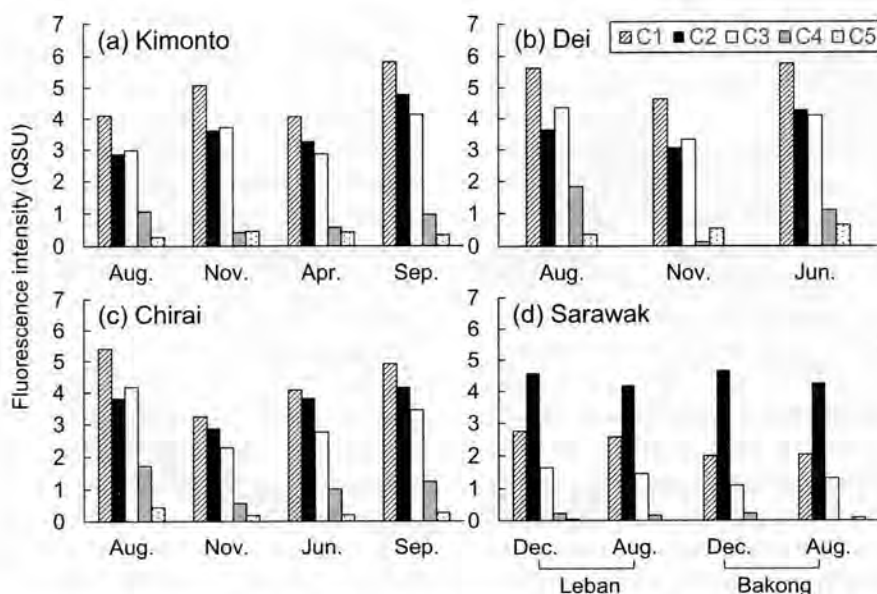 (a) Kimonto
7
6
5
4
3
2
1
0
Aug. Nov. Apr. Sep.
(b) Dei
C1 C2 C3 C4 C5
7
6
5
4
3
2
1
0
Aug. Nov. Jun.
Fluorescence intensity (QSU)
(c) Chirai
7
6
5
4
3
2
1
0
Aug. Nov. Jun. Sep.
(d) Sarawak
7
6
5
4
3
2
1
0
Dec. Aug. Dec. Aug.
Leban Bakong